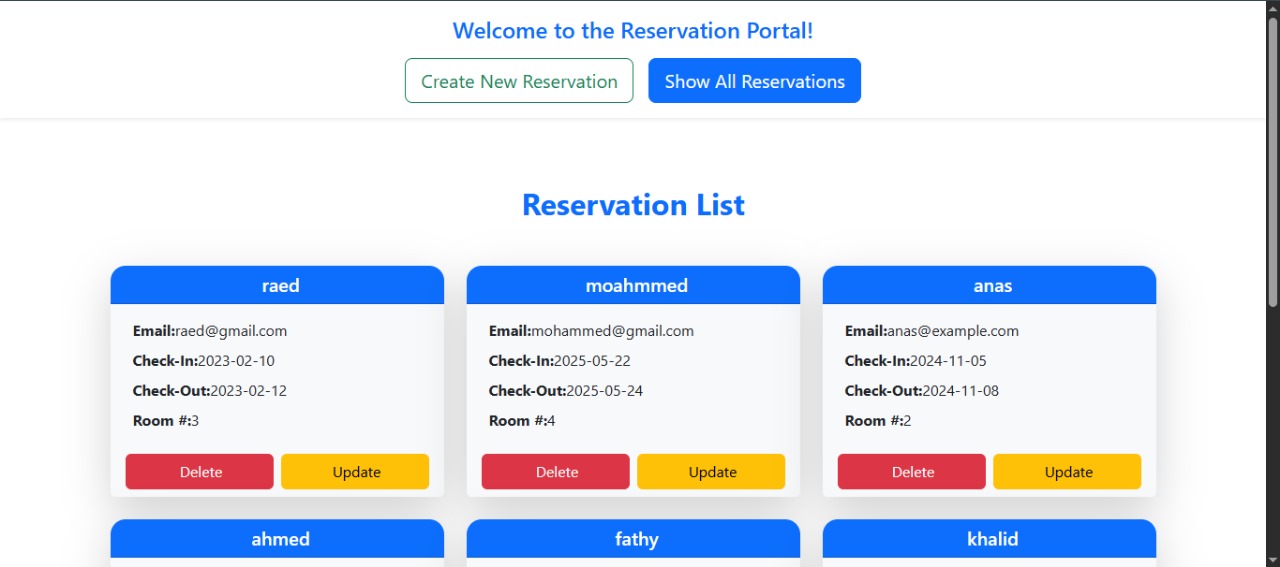 Welcome to the Reservation Portal!
Create New Reservation Show All Reservations
Reservation List
raed
Email:raed@gmail.com
Check-In:2023-02-10
Check-Out:2023-02-12
Room #:3
Delete Update
moahmmed
Email:mohammed@gmail.com
Check-In:2025-05-22
Check-Out:2025-05-24
Room #:4
Delete Update
anas
Email:anas@example.com
Check-In:2024-11-05
Check-Out:2024-11-08
Room #:2
Delete Update
ahmed
fathy
khalid